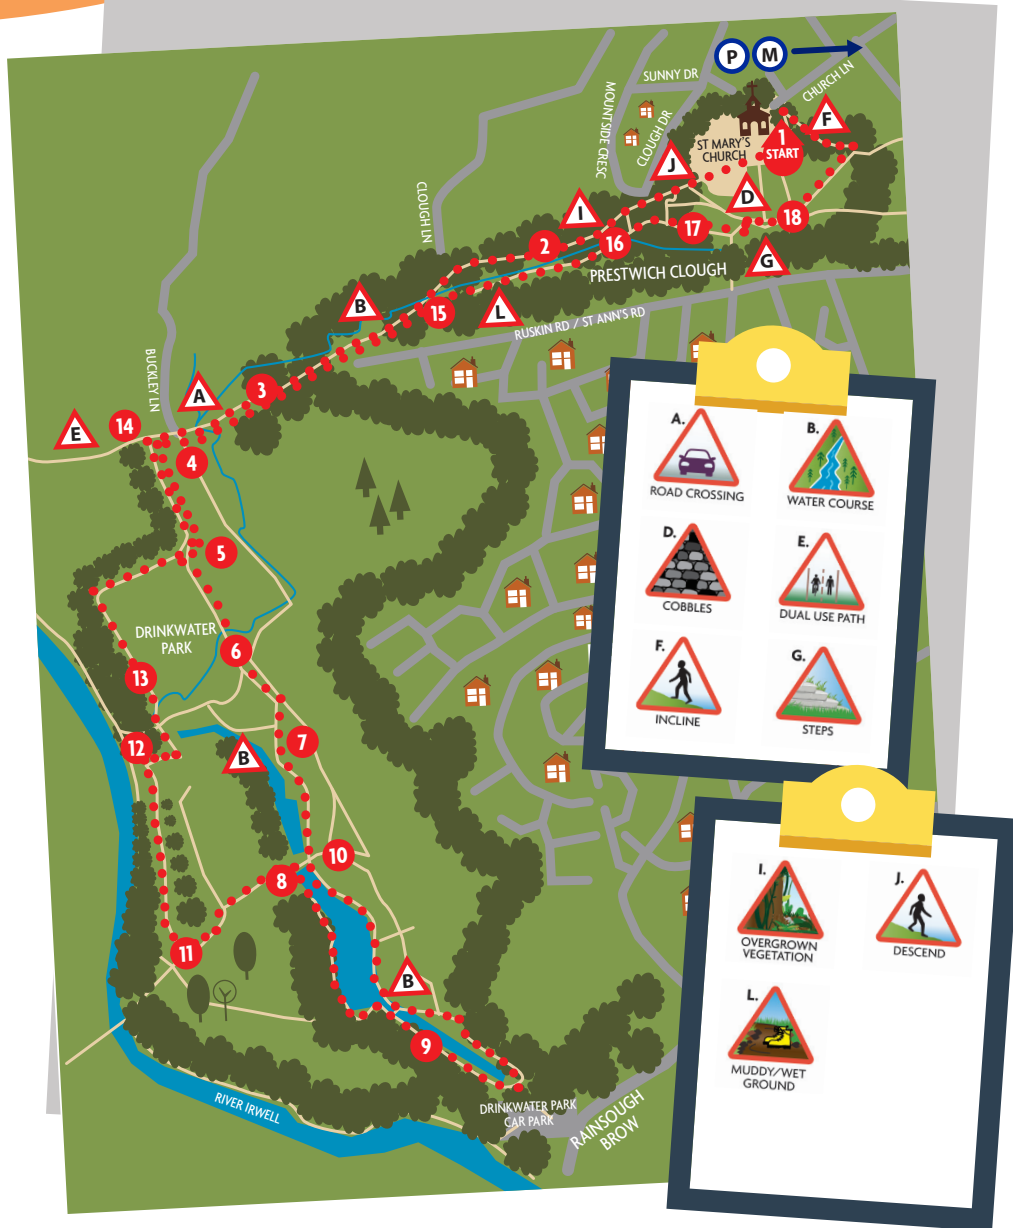 P
M
SUNNY DR
CHURCH LN
MOUNTSIDE CRESC
CLOUGH DR
F
1
START
ST MARY'S
CHURCH
J
D
I
CLOUGH LN
18
17
2
16
G
PRESTWICH CLOUGH
B
15
L
RUSKIN RD / ST ANN'S RD
BUCKLEY LN
A
3
E
14
4
5
DRINKWATER
PARK
6
13
12
B
7
10
8
11
B
9
RIVER IRWELL
DRINKWATER PARK
CAR PARK
RAINSOUGH
BROW
A.
ROAD CROSSING
B.
WATER COURSE
D.
COBBLES
E.
DUAL USE PATH
F.
INCLINE
G.
STEPS
I.
OVERGROWN
VEGETATION
J.
DESCEND
L.
MUDDY/WET
GROUND